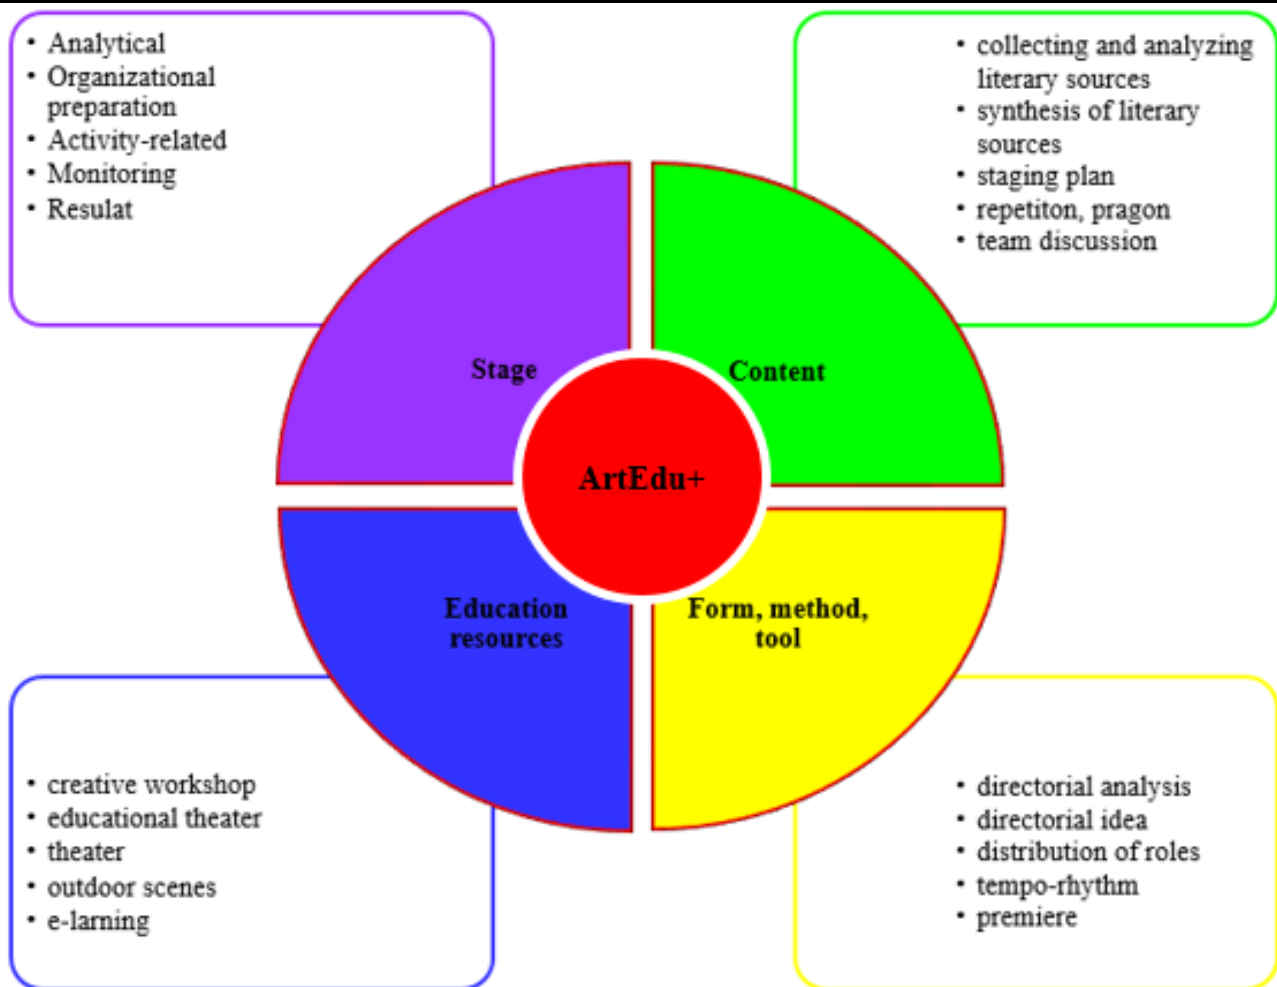 • Analytical
• Organizational
preparation
• Activity-related
• Monitoring
• Resulat
• collecting and analyzing
literary sources
• synthesis of literary
sources
• staging plan
• repetiton, pragon
• team discussion
Stage
Content
ArtEdu+
Education
resources
Form, method,
tool
• creative workshop
• educational theater
• theater
• outdoor scenes
• e-larning
• directorial analysis
• directorial idea
• distribution of roles
• tempo-rhythm
• premiere